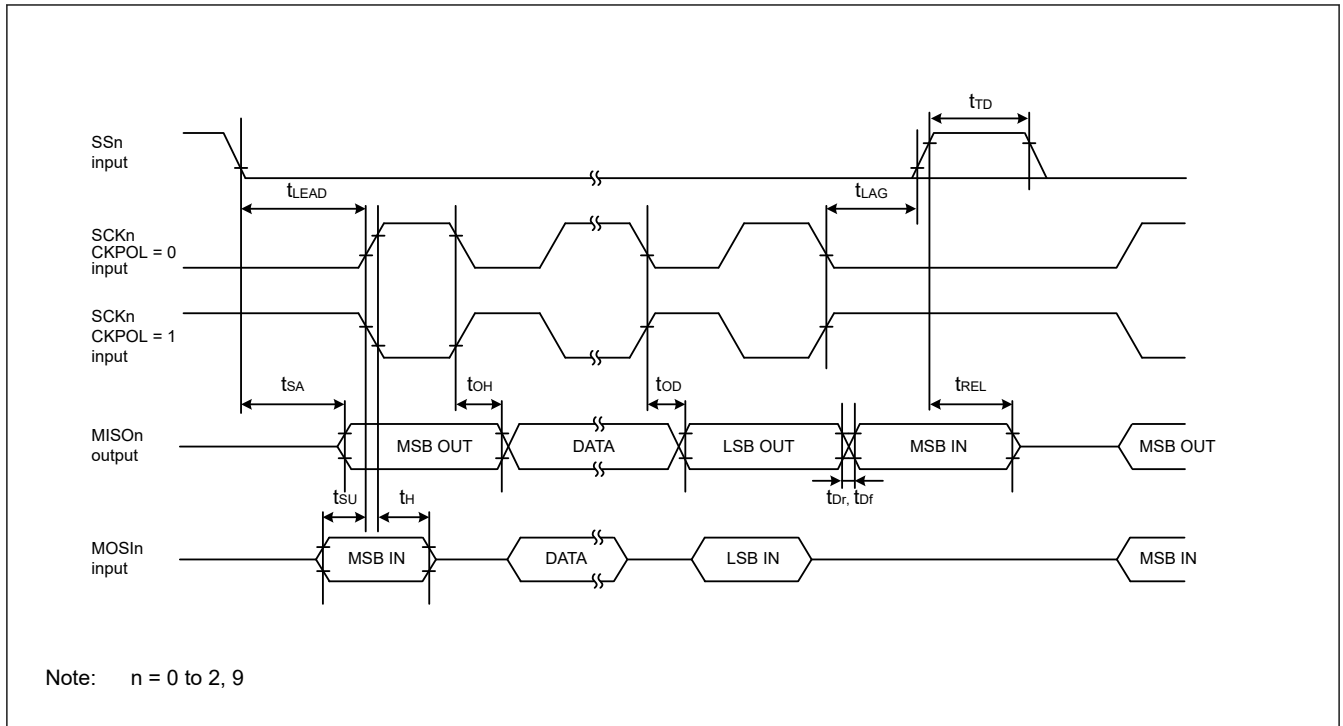 tTD
SSn
input
tLEAD
tLAG
SCKn
CKPOL = 0
input
SCKn
CKPOL = 1
input
tSA
tOH
tOD
tREL
MISOn
output
MSB OUT
DATA
LSB OUT
MSB IN
MSB OUT
tSU
tH
tDr, tDf
MOSIn
input
MSB IN
DATA
LSB IN
MSB IN
Note: n = 0 to 2, 9